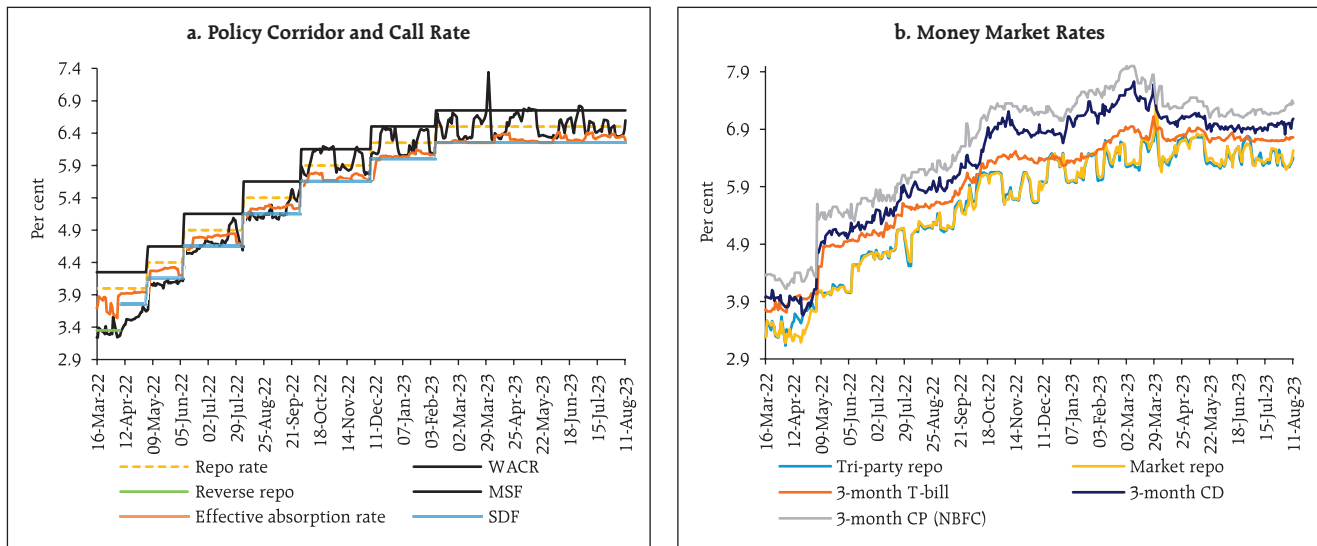 a. Policy Corridor and Call Rate
Per cent
7.4
6.9
6.4
5.9
5.4
4.9
4.4
3.9
3.4
2.9
16-Mar-22
12-Apr-22
09-May-22
05-Jun-22
02-Jul-22
29-Jul-22
25-Aug-22
21-Sep-22
18-Oct-22
14-Nov-22
11-Dec-22
07-Jan-23
03-Feb-23
02-Mar-23
29-Mar-23
25-Apr-23
22-May-23
18-Jun-23
15-Jul-23
11-Aug-23
Repo rate
WACR
Reverse repo
MSF
Effective absorption rate
SDF
b. Money Market Rates
Per cent
7.9
6.9
5.9
4.9
3.9
2.9
16-Mar-22
12-Apr-22
09-May-22
05-Jun-22
02-Jul-22
29-Jul-22
25-Aug-22
21-Sep-22
18-Oct-22
14-Nov-22
11-Dec-22
07-Jan-23
03-Feb-23
02-Mar-23
29-Mar-23
25-Apr-23
22-May-23
18-Jun-23
15-Jul-23
11-Aug-23
Tri-party repo
Market repo
3-month T-bill
3-month CD
3-month CP (NBFC)